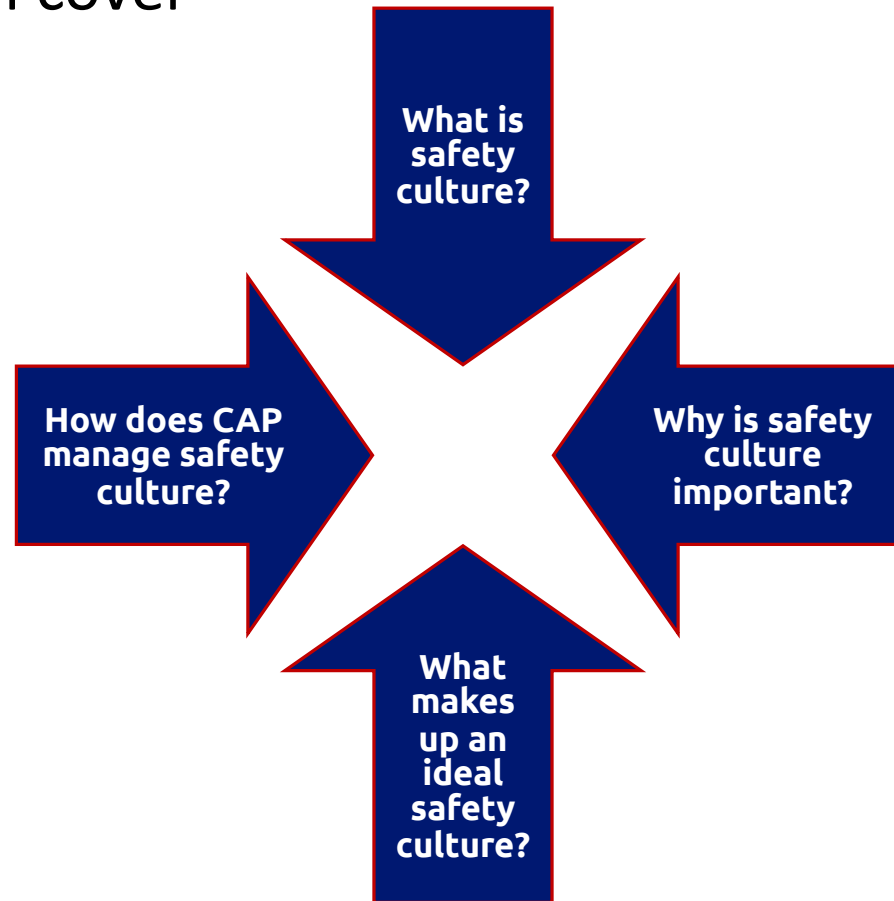 cover
What is
safety
culture?
How does CAP
manage safety
culture?
Why is safety
culture
important?
What
makes
up an
ideal
safety
culture?